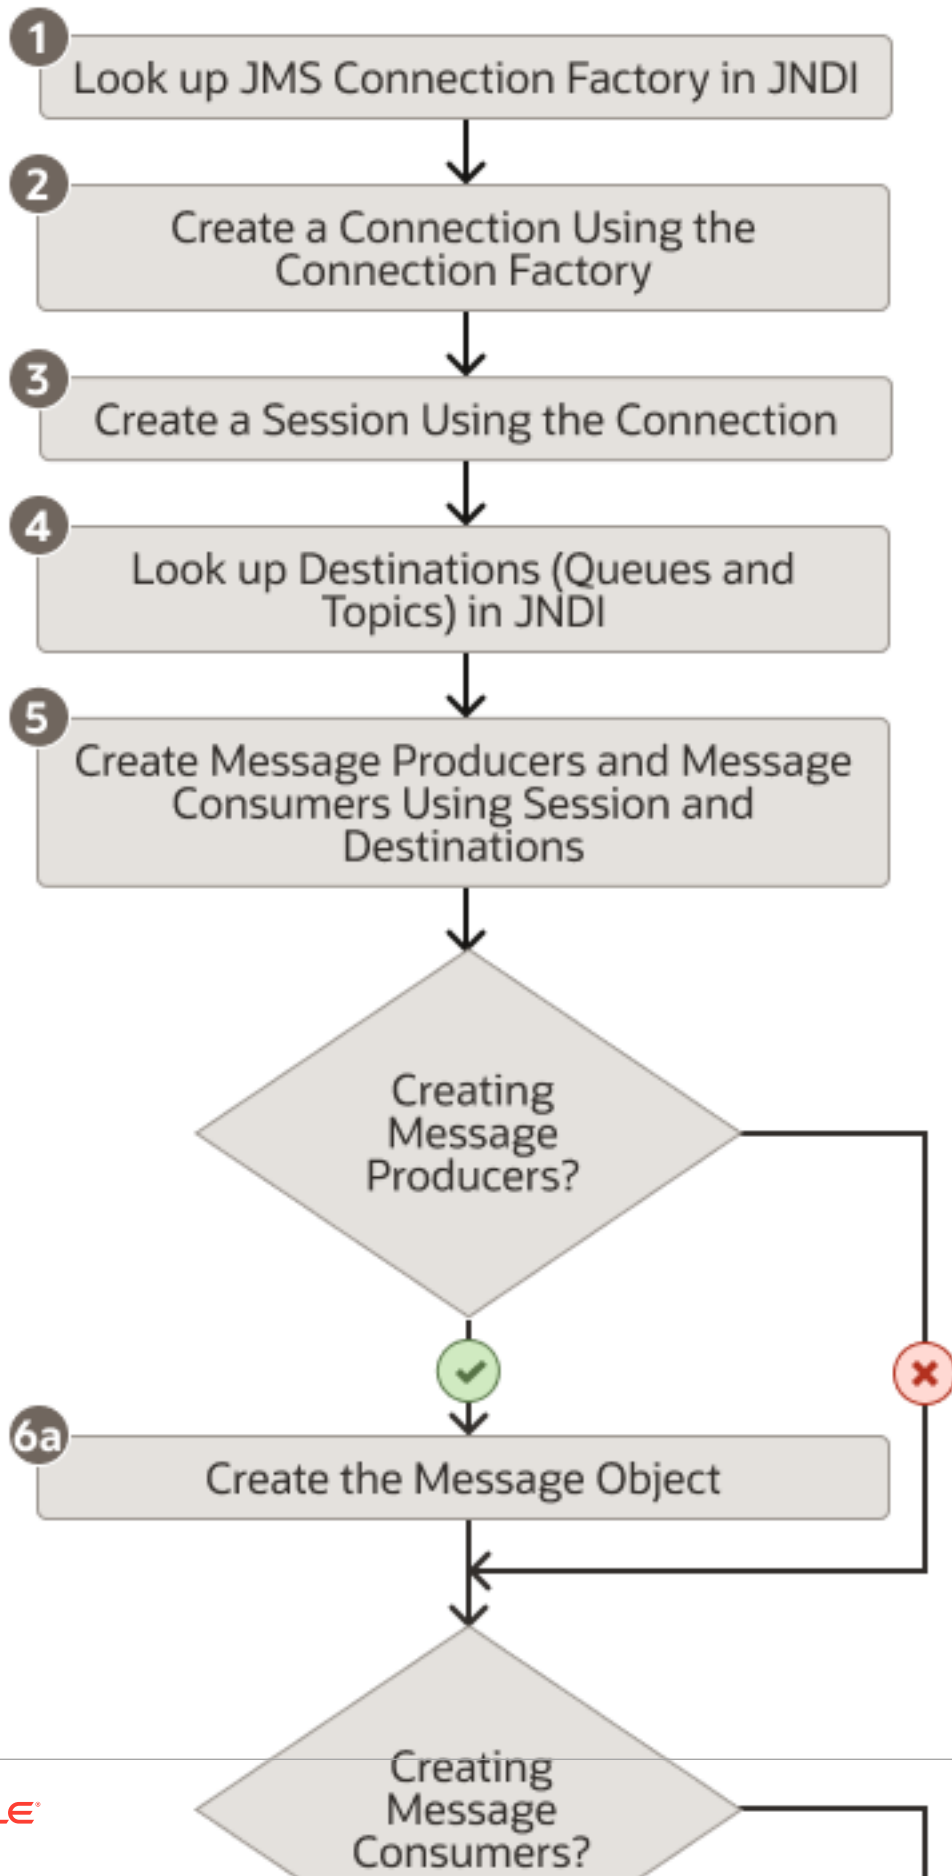 1
Look up JMS Connection Factory in JNDI
2
Create a Connection Using the
Connection Factory
3
Create a Session Using the Connection
4
Look up Destinations (Queues and
Topics) in JNDI
5
Create Message Producers and Message
Consumers Using Session and
Destinations
Creating
Message
Producers?
6a
Create the Message Object
Creating
Message
Consumers?
LE